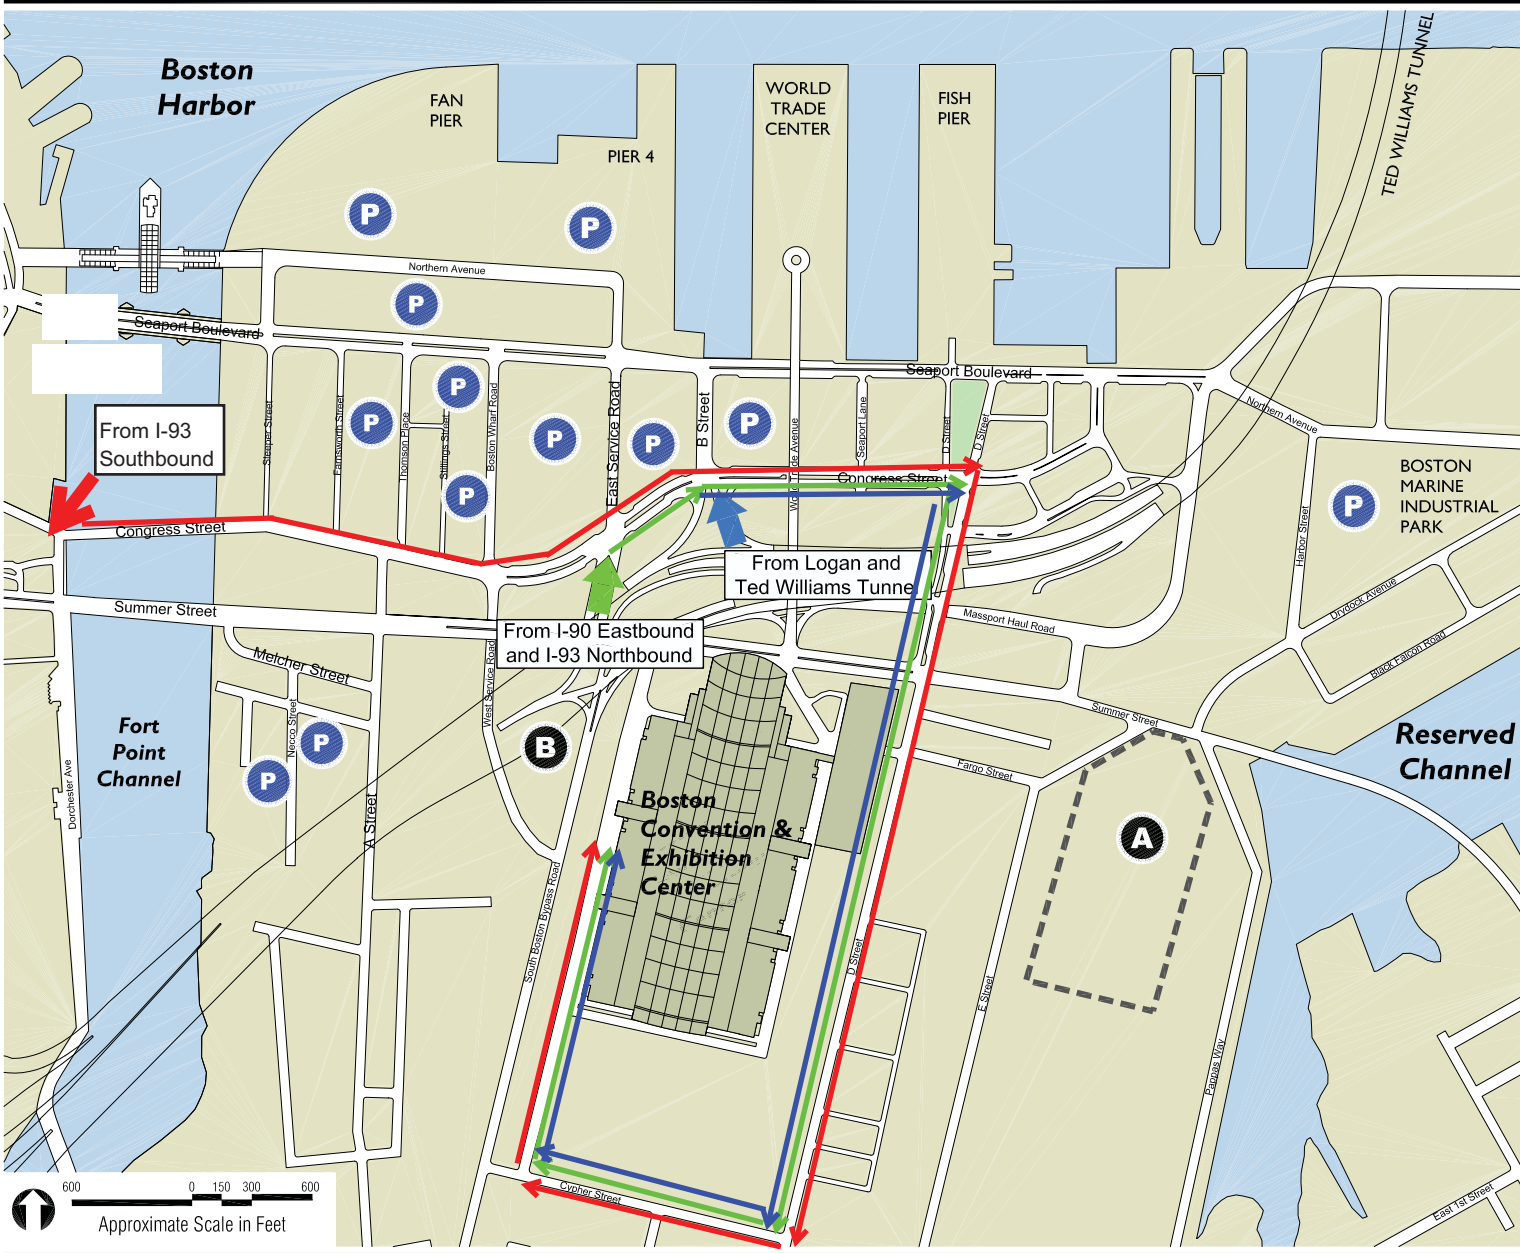 Boston
Harbor
FAN
PIER
PIER 4
WORLD
TRADE
CENTER
FISH
PIER
TED WILLIAMS TUNNEL
P
P
Northern Avenue
P
Seaport Boulevard
Seaport Boulevard
Northern Avenue
From I-93
Southbound
Sleeper Street
Farnsworth Street
P
Thomson Place
P
Stillings Street
P
Boston Wharf Road
P
East Service Road
P
B Street
P
World Trade Avenue
Seaport Lane
D Street
D Street
Congress Street
Congress Street
BOSTON
MARINE
INDUSTRIAL
PARK
P
Harbor Street
Drydock Avenue
Black Falcon Road
From Logan and
Ted Williams Tunne
Massport Haul Road
Summer Street
From I-90 Eastbound
and I-93 Northbound
Melcher Street
Necco Street
West Service Road
Summer Street
Fort
Point
Channel
P
P
B
Fargo Street
Reserved
Channel
Dorchester Ave
A Street
Boston
Convention &
Exhibition
Center
A
South Boston Bypass Road
D Street
E Street
Pappas Way
Cypher Street
East 1st Street
600 0 150 300 600
Approximate Scale in Feet